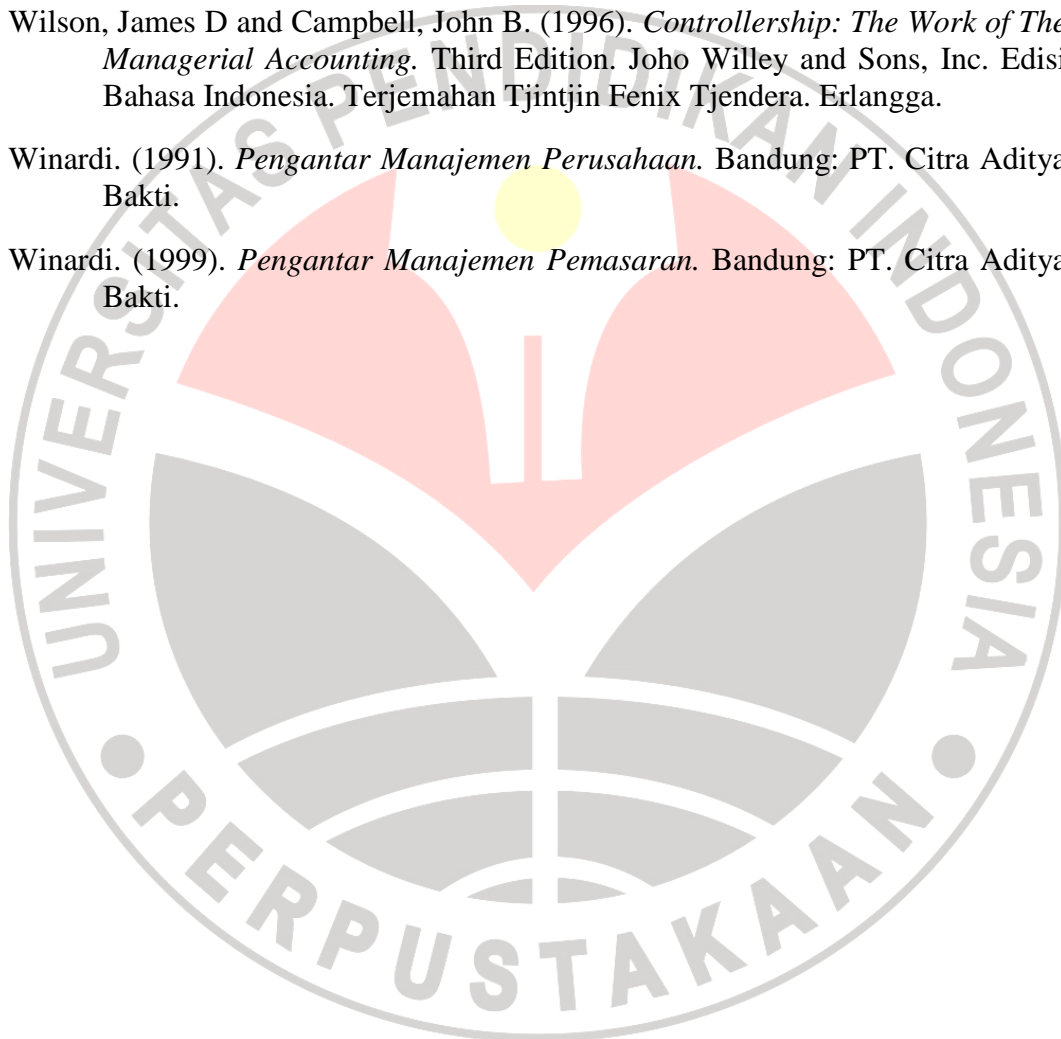 Wilson, James D and Campbell, John B. (1996). Controllership: The Work of The
Managerial Accounting. Third Edition. Joho Willey and Sons, Inc. Edisi
Bahasa Indonesia. Terjemahan Tjintjin Fenix Tjendera. Erlangga.
Winardi. (1991). Pengantar Manajemen Perusahaan. Bandung: PT. Citra Aditya
Bakti.
Winardi. (1999). Pengantar Manajemen Pemasaran. Bandung: PT. Citra Aditya
Bakti.
UNIVERSITAS PENDIDIKAN INDONESIA
PERPUSTAKAAN